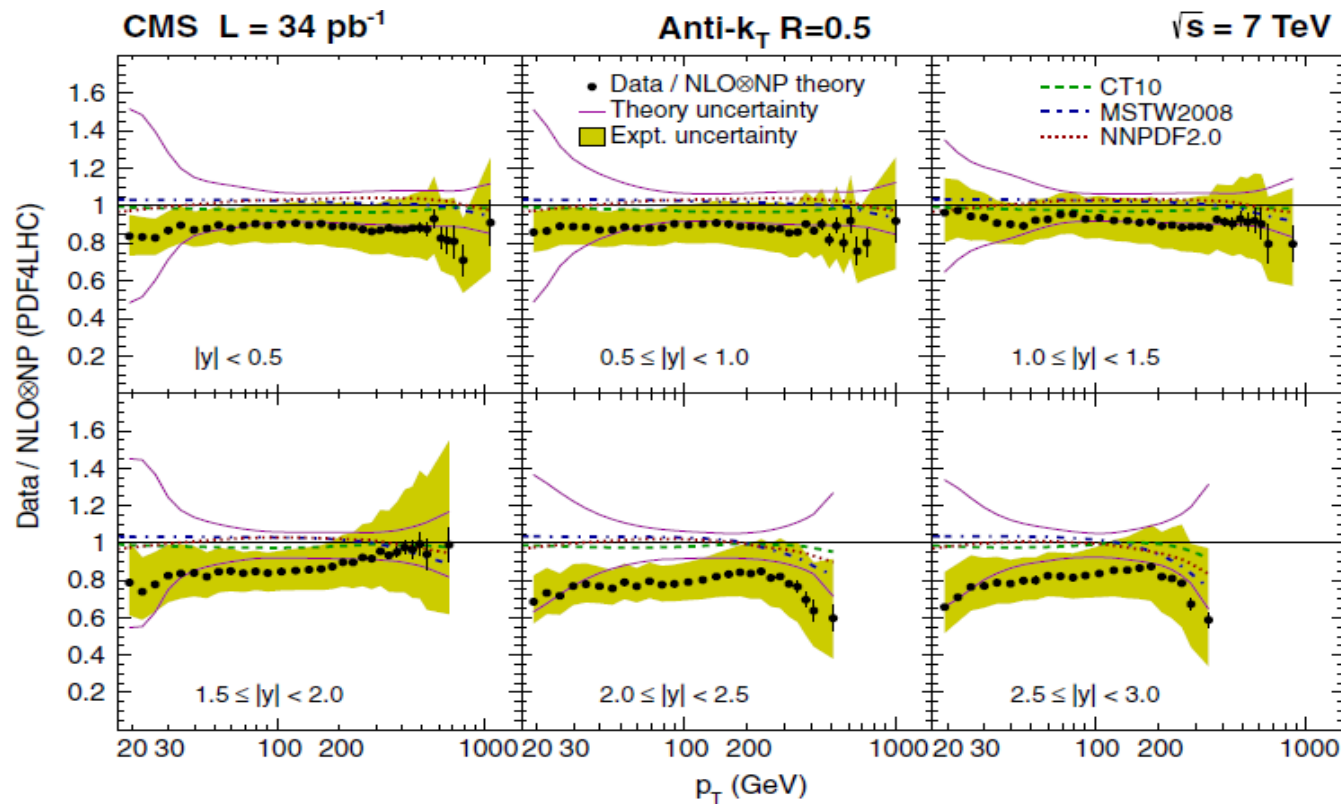 CMS L = 34 pb⁻¹ Anti-k_T R=0.5 √s = 7 TeV
Data / NLO⊗NP (PDF4LHC)
1.6
1.4
1.2
1
0.8
0.6
0.4
0.2
|y| < 0.5
Data / NLO⊗NP theory
Theory uncertainty
Expt. uncertainty
0.5 ≤ |y| < 1.0
CT10
MSTW2008
NNPDF2.0
1.0 ≤ |y| < 1.5
1.6
1.4
1.2
1
0.8
0.6
0.4
0.2
1.5 ≤ |y| < 2.0
2.0 ≤ |y| < 2.5
2.5 ≤ |y| < 3.0
20 30 100 200 1000 20 30 100 200 1000 20 30 100 200 1000
p_T (GeV)